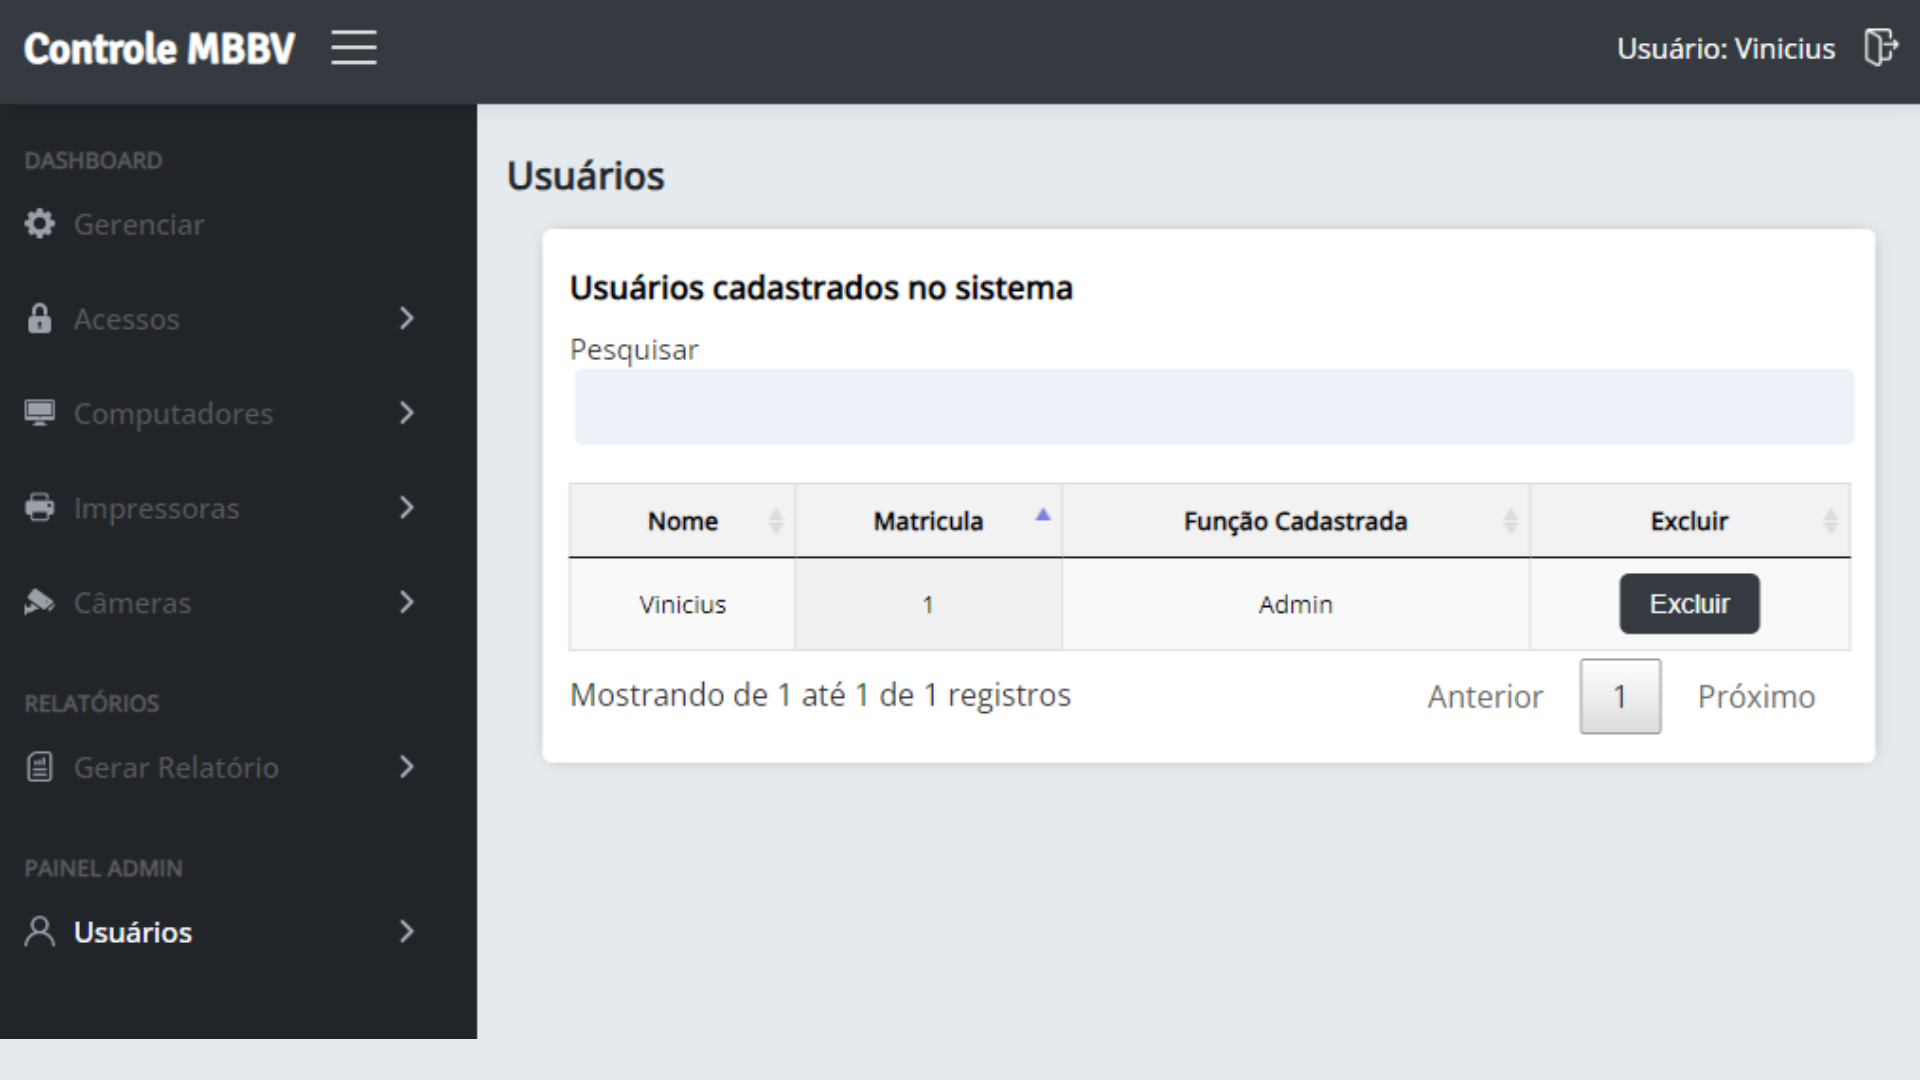 Controle MBBV
Usuário: Vinicius
DASHBOARD
Gerenciar
Acessos
Computadores
Impressoras
Câmeras
RELATÓRIOS
Gerar Relatório
PAINEL ADMIN
Usuários
Usuários
Usuários cadastrados no sistema
Pesquisar
Nome Matricula Função Cadastrada Excluir
Vinicius 1 Admin Excluir
Mostrando de 1 até 1 de 1 registros
Anterior 1 Próximo